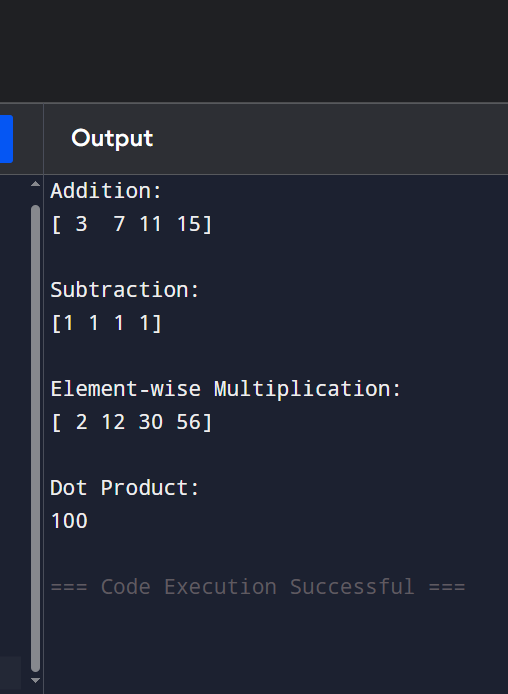 Output
Addition:
[ 3  7 11 15]
Subtraction:
[1 1 1 1]
Element-wise Multiplication:
[ 2 12 30 56]
Dot Product:
100
=== Code Execution Successful ===